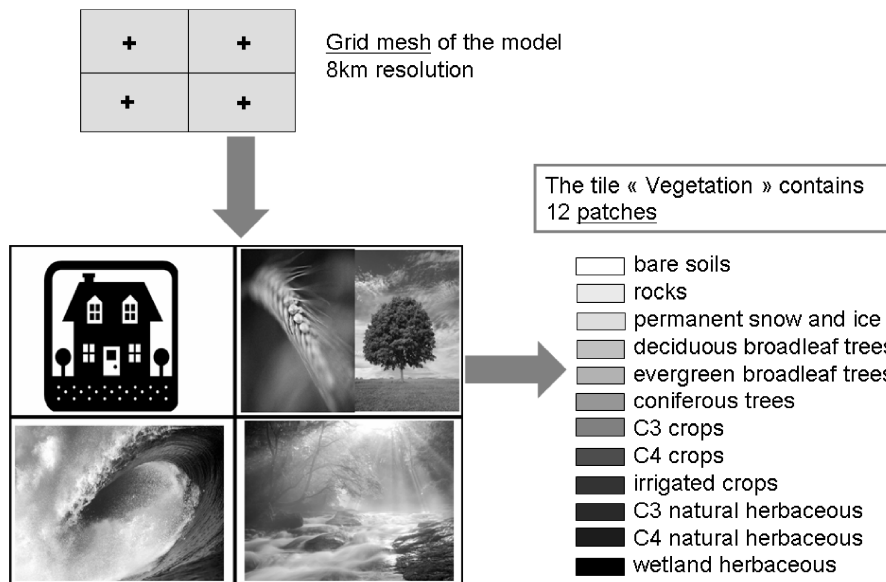 Grid mesh of the model
8km resolution
The tile « Vegetation » contains
12 patches
bare soils
rocks
permanent snow and ice
deciduous broadleaf trees
evergreen broadleaf trees
coniferous trees
C3 crops
C4 crops
irrigated crops
C3 natural herbaceous
C4 natural herbaceous
wetland herbaceous